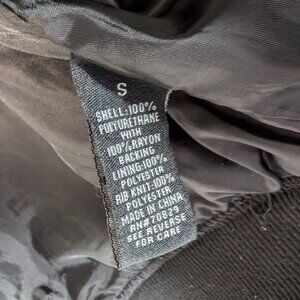 S
SHELL:100%
POLYURETHANE
WITH
100%RAYON
BACKING
LINING:100%
POLYESTER
RIB KNIT:100%
POLYESTER
MADE IN CHINA
RN#70825
SEE REVERSE
FOR CARE